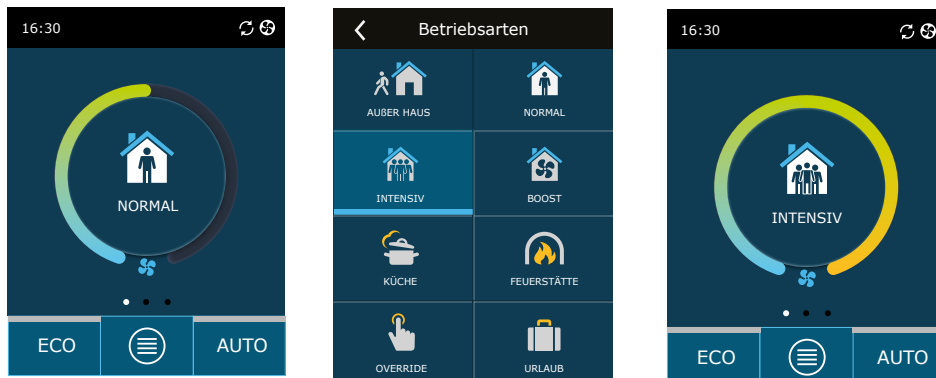 16:30
NORMAL
ECO
AUTO
Betriebsarten
AUßER HAUS
NORMAL
INTENSIV
BOOST
KÜCHE
FEUERSTÄTTE
OVERRIDE
URLAUB
16:30
INTENSIV
ECO
AUTO